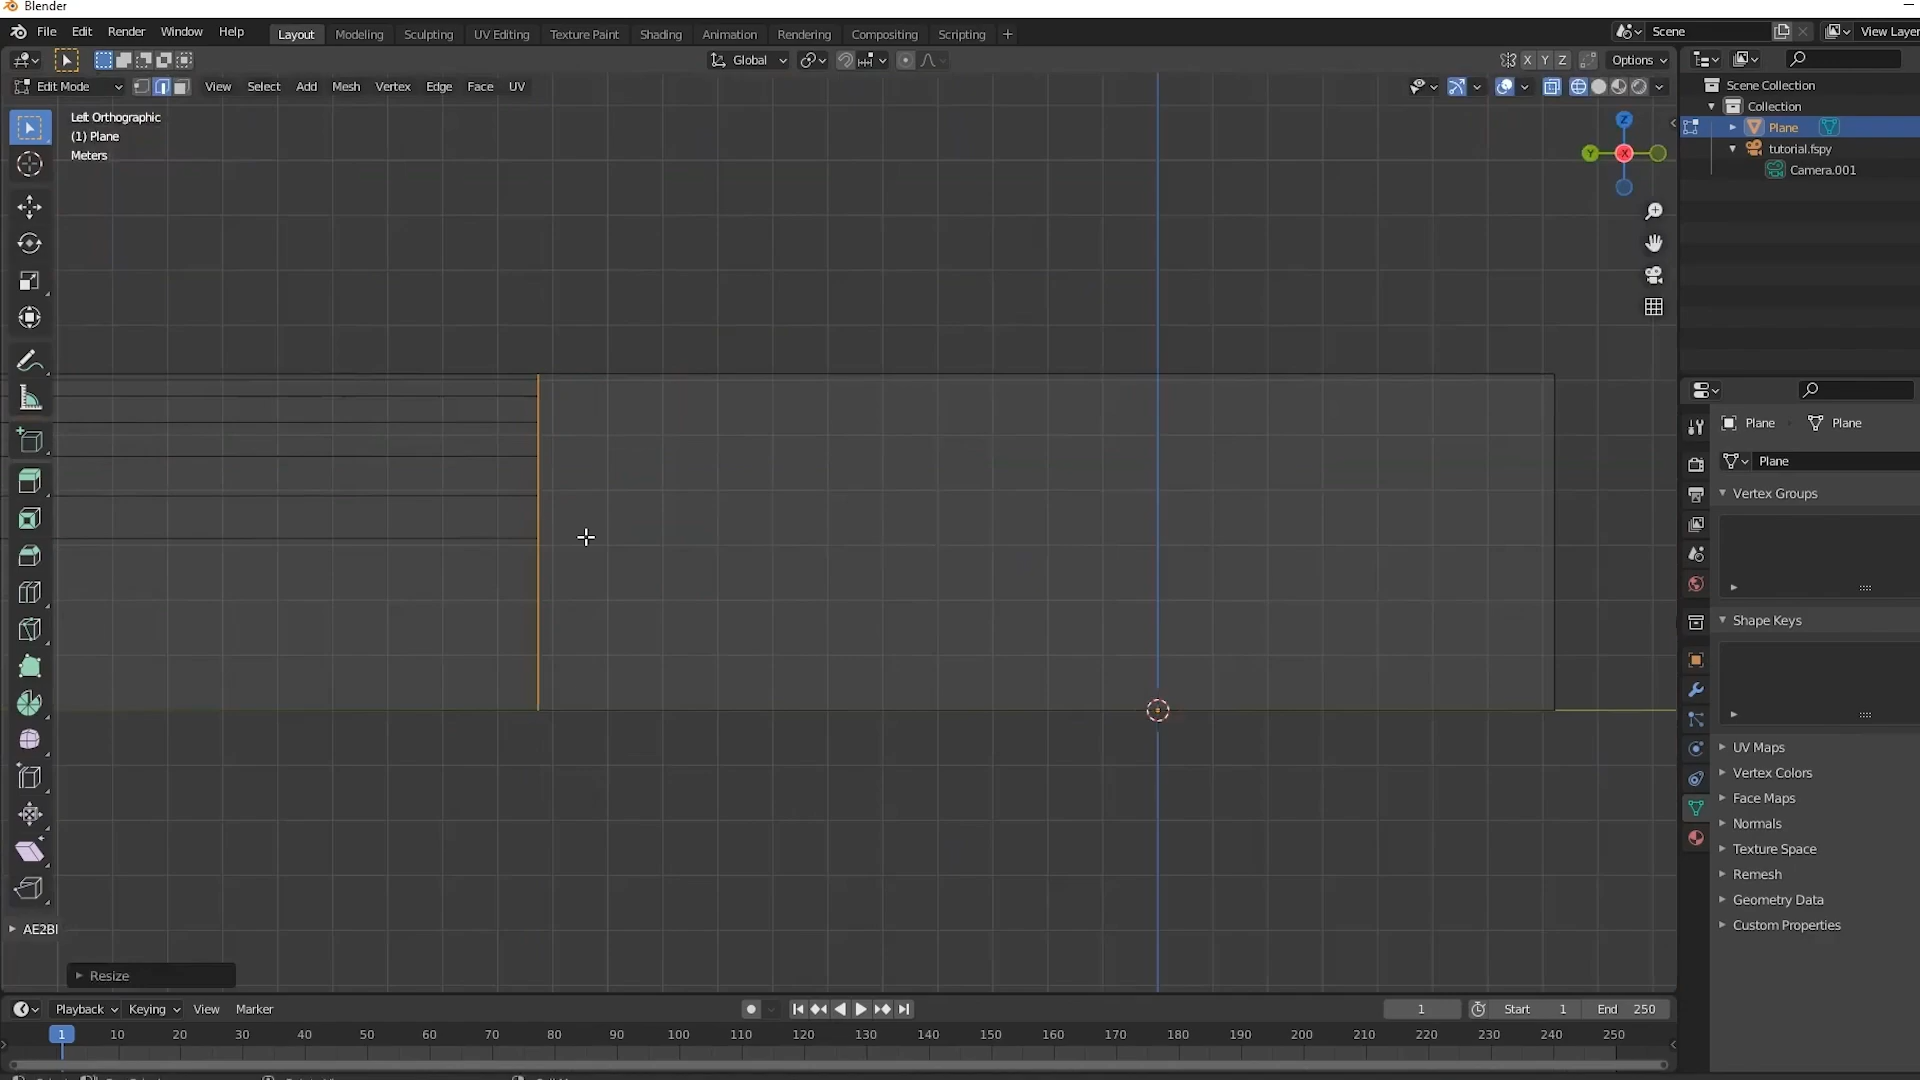 Blender
File Edit Render Window Help Layout Modeling Sculpting UV Editing Texture Paint Shading Animation Rendering Compositing Scripting + Scene View Layer
Global X Y Z Options
Edit Mode View Select Add Mesh Vertex Edge Face UV
Left Orthographic
(1) Plane
Meters
Z
Y X
Scene Collection
Collection
Plane
tutorial.fspy
Camera.001
Plane Plane
Plane
Vertex Groups
Shape Keys
UV Maps
Vertex Colors
Face Maps
Normals
Texture Space
Remesh
Geometry Data
Custom Properties
AE2Bl
Resize
Playback Keying View Marker 1 Start 1 End 250
1 10 20 30 40 50 60 70 80 90 100 110 120 130 140 150 160 170 180 190 200 210 220 230 240 250